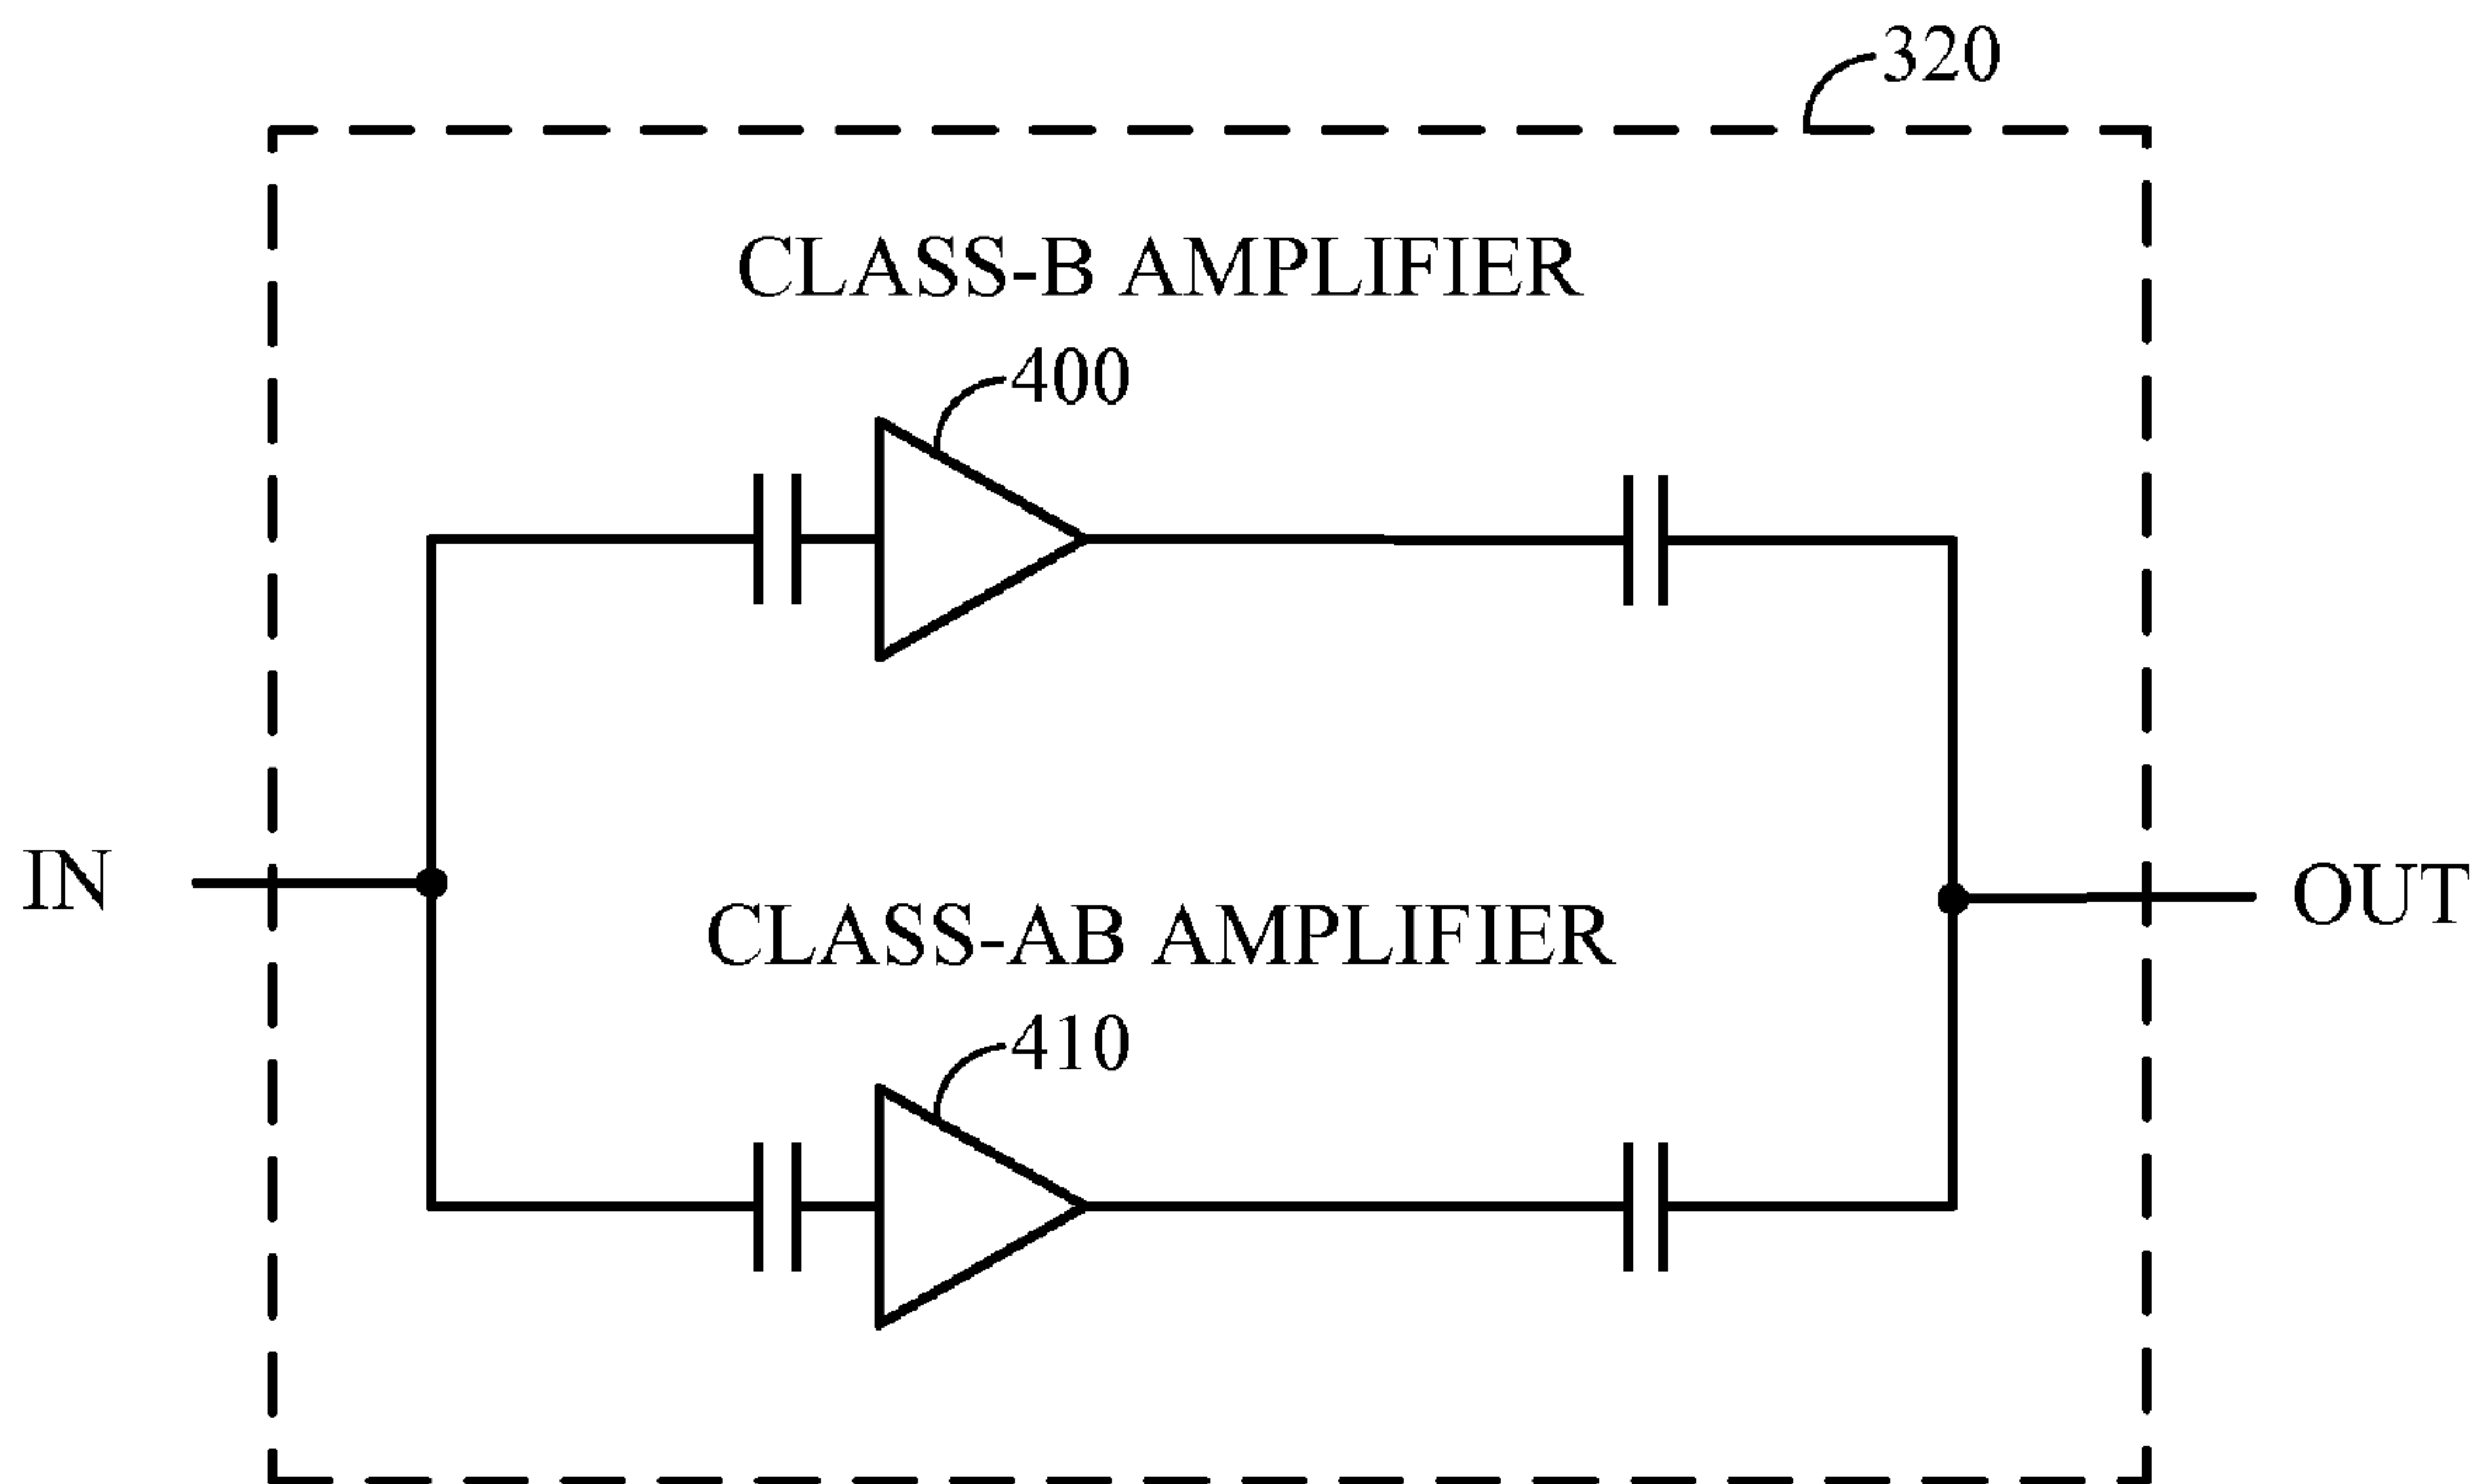 320
CLASS-B AMPLIFIER
400
IN
OUT
CLASS-AB AMPLIFIER
410